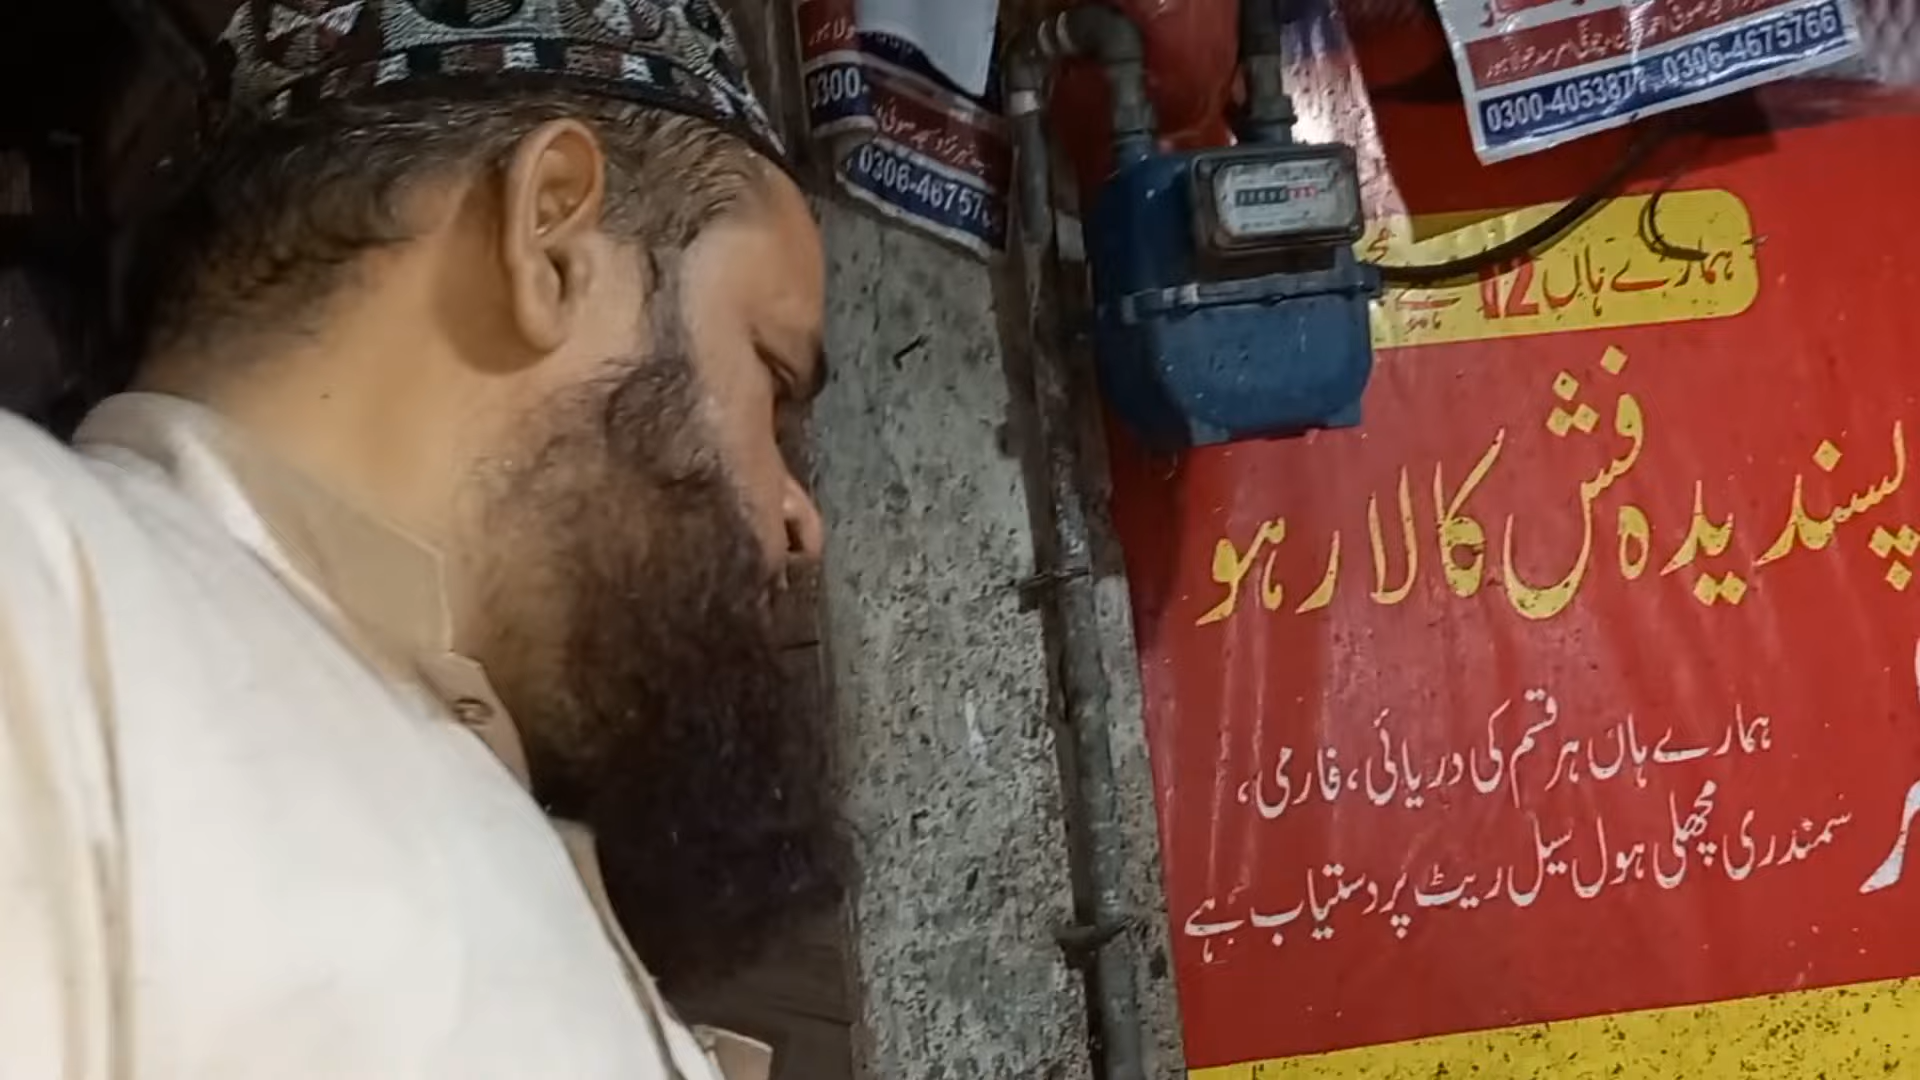 0300-
0306-467576
0300-4053877, 0306-4675766
ہمارے ہاں 12
پسندیدہ فش کالا رہو
ہمارے ہاں ہر قسم کی دریائی، فارمی،
سمندری مچھلی ہول سیل ریٹ پر دستیاب ہے